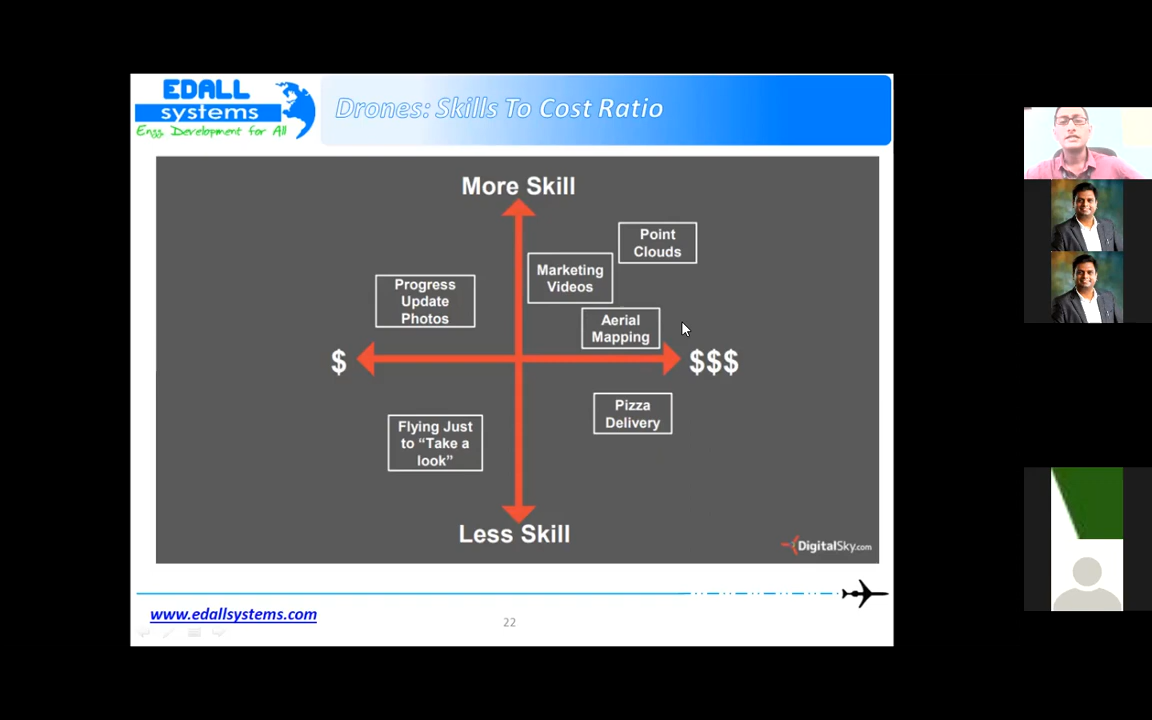 EDALL
systems
Engg. Development for All
Drones: Skills To Cost Ratio
More Skill
Point
Clouds
Marketing
Videos
Progress
Update
Photos
Aerial
Mapping
$
$$$
Pizza
Delivery
Flying Just
to “Take a
look”
Less Skill
DigitalSky.com
www.edallsystems.com
22